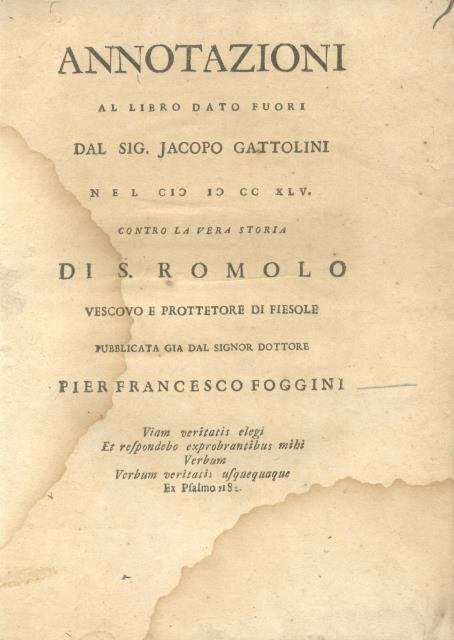 ANNOTAZIONI
AL LIBRO DATO FUORI
DAL SIG. JACOPO GATTOLINI
NEL CIƆ IƆ CC XLV.
CONTRO LA VERA STORIA
DI S. ROMOLO
VESCOVO E PROTTETORE DI FIESOLE
PUBBLICATA GIA DAL SIGNOR DOTTORE
PIER FRANCESCO FOGGINI
Viam veritatis elegi
Et reſpondebo exprobrantibus mihi
Verbum
Verbum veritatis uſquequaque
Ex Pſalmo 118.